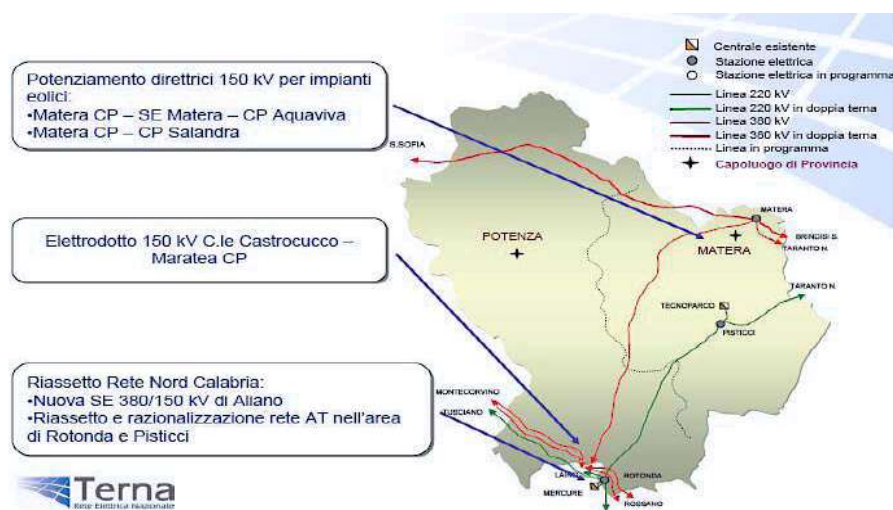 Potenziamento direttrici 150 kV per impianti
eolici:
•Matera CP – SE Matera – CP Aquaviva
•Matera CP – CP Salandra
Elettrodotto 150 kV C.le Castrocucco –
Maratea CP
Riassetto Rete Nord Calabria:
•Nuova SE 380/150 kV di Aliano
•Riassetto e razionalizzazione rete AT nell'area
di Rotonda e Pisticci
Terna
Rete Elettrica Nazionale
Centrale esistente
Stazione elettrica
Stazione elettrica in programma
Linea 220 kV
Linea 220 kV in doppia terna
Linea 380 kV
Linea 380 kV in doppia terna
Linea in programma
Capoluogo di Provincia
S.SOFIA
MATERA
POTENZA
MATERA
BRINDISI S.
TARANTO N.
TARANTO N.
TECNOPARCO
PISTICCI
MONTECORVINO
TUSCIANO
LAINO
ROTONDA
MERCURE
ROSSANO